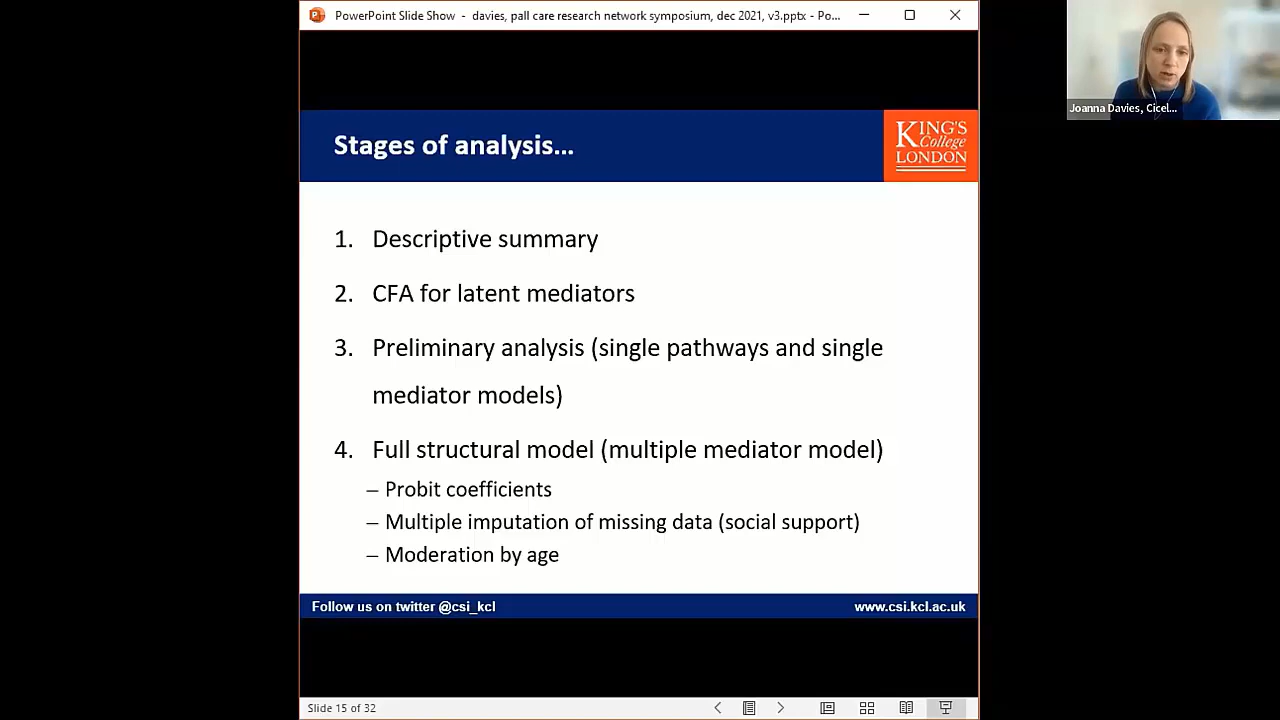 PowerPoint Slide Show - davies, pall care research network symposium, dec 2021, v3.pptx - Po...
Joanna Davies, Cicel...
Stages of analysis...
KING'S
College
LONDON
1. Descriptive summary
2. CFA for latent mediators
3. Preliminary analysis (single pathways and single
mediator models)
4. Full structural model (multiple mediator model)
– Probit coefficients
– Multiple imputation of missing data (social support)
– Moderation by age
Follow us on twitter @csi_kcl
www.csi.kcl.ac.uk
Slide 15 of 32